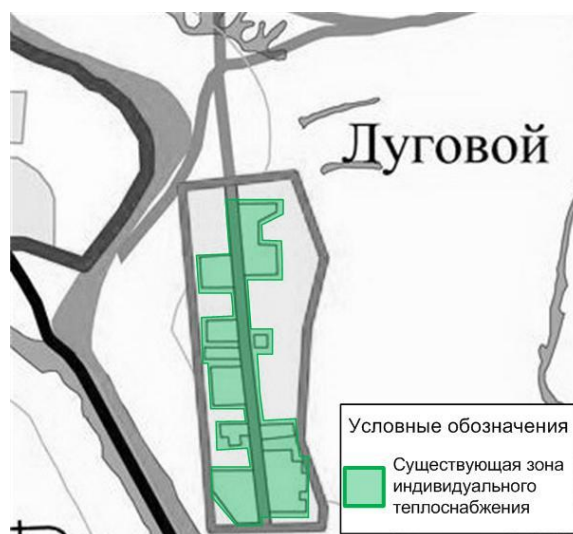 Луговой
Условные обозначения
Существующая зона
индивидуального
теплоснабжения